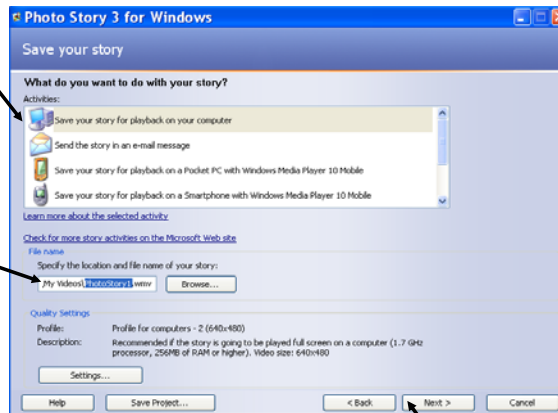 Photo Story 3 for Windows
Save your story
What do you want to do with your story?
Activities:
Save your story for playback on your computer
Send the story in an e-mail message
Save your story for playback on a Pocket PC with Windows Media Player 10 Mobile
Save your story for playback on a Smartphone with Windows Media Player 10 Mobile
Learn more about the selected activity
Check for more story activities on the Microsoft Web site
File name
Specify the location and file name of your story:
My Videos\PhotoStory1.wmv Browse...
Quality Settings
Profile: Profile for computers - 2 (640x480)
Description: Recommended if the story is going to be played full screen on a computer (1.7 GHz
processor, 256MB of RAM or higher). Video size: 640x480
Settings...
Help Save Project... < Back Next > Cancel